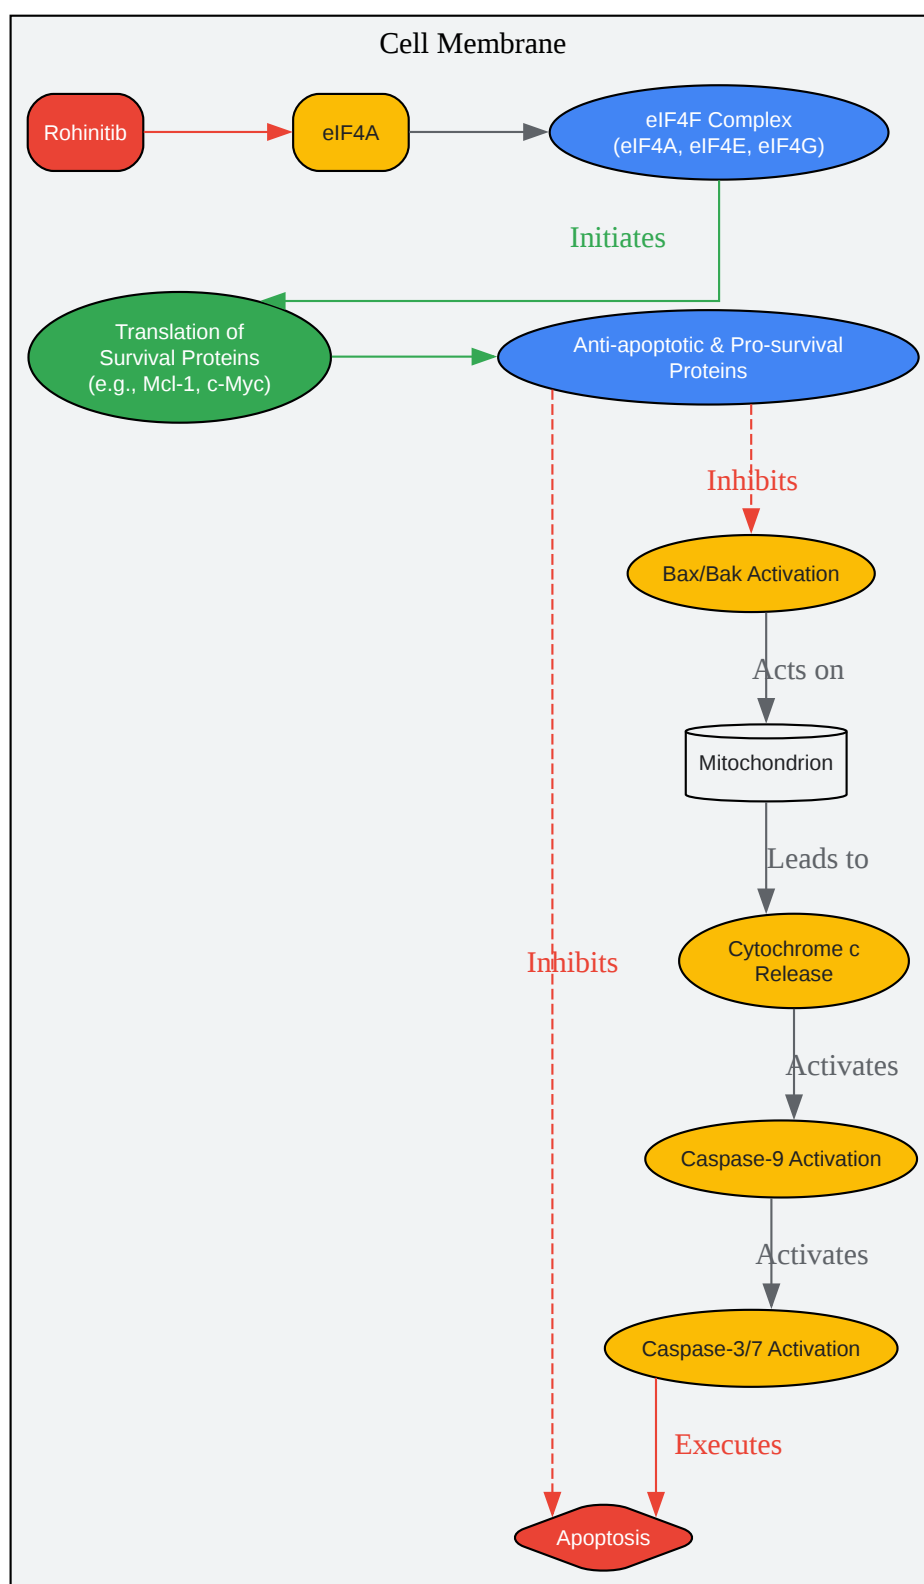 Cell Membrane
Rohinitib
eIF4A
eIF4F Complex
(eIF4A, eIF4E, eIF4G)
Initiates
Translation of
Survival Proteins
(e.g., Mcl-1, c-Myc)
Anti-apoptotic & Pro-survival
Proteins
Inhibits
Bax/Bak Activation
Acts on
Mitochondrion
Leads to
Cytochrome c
Release
Inhibits
Activates
Caspase-9 Activation
Activates
Caspase-3/7 Activation
Executes
Apoptosis